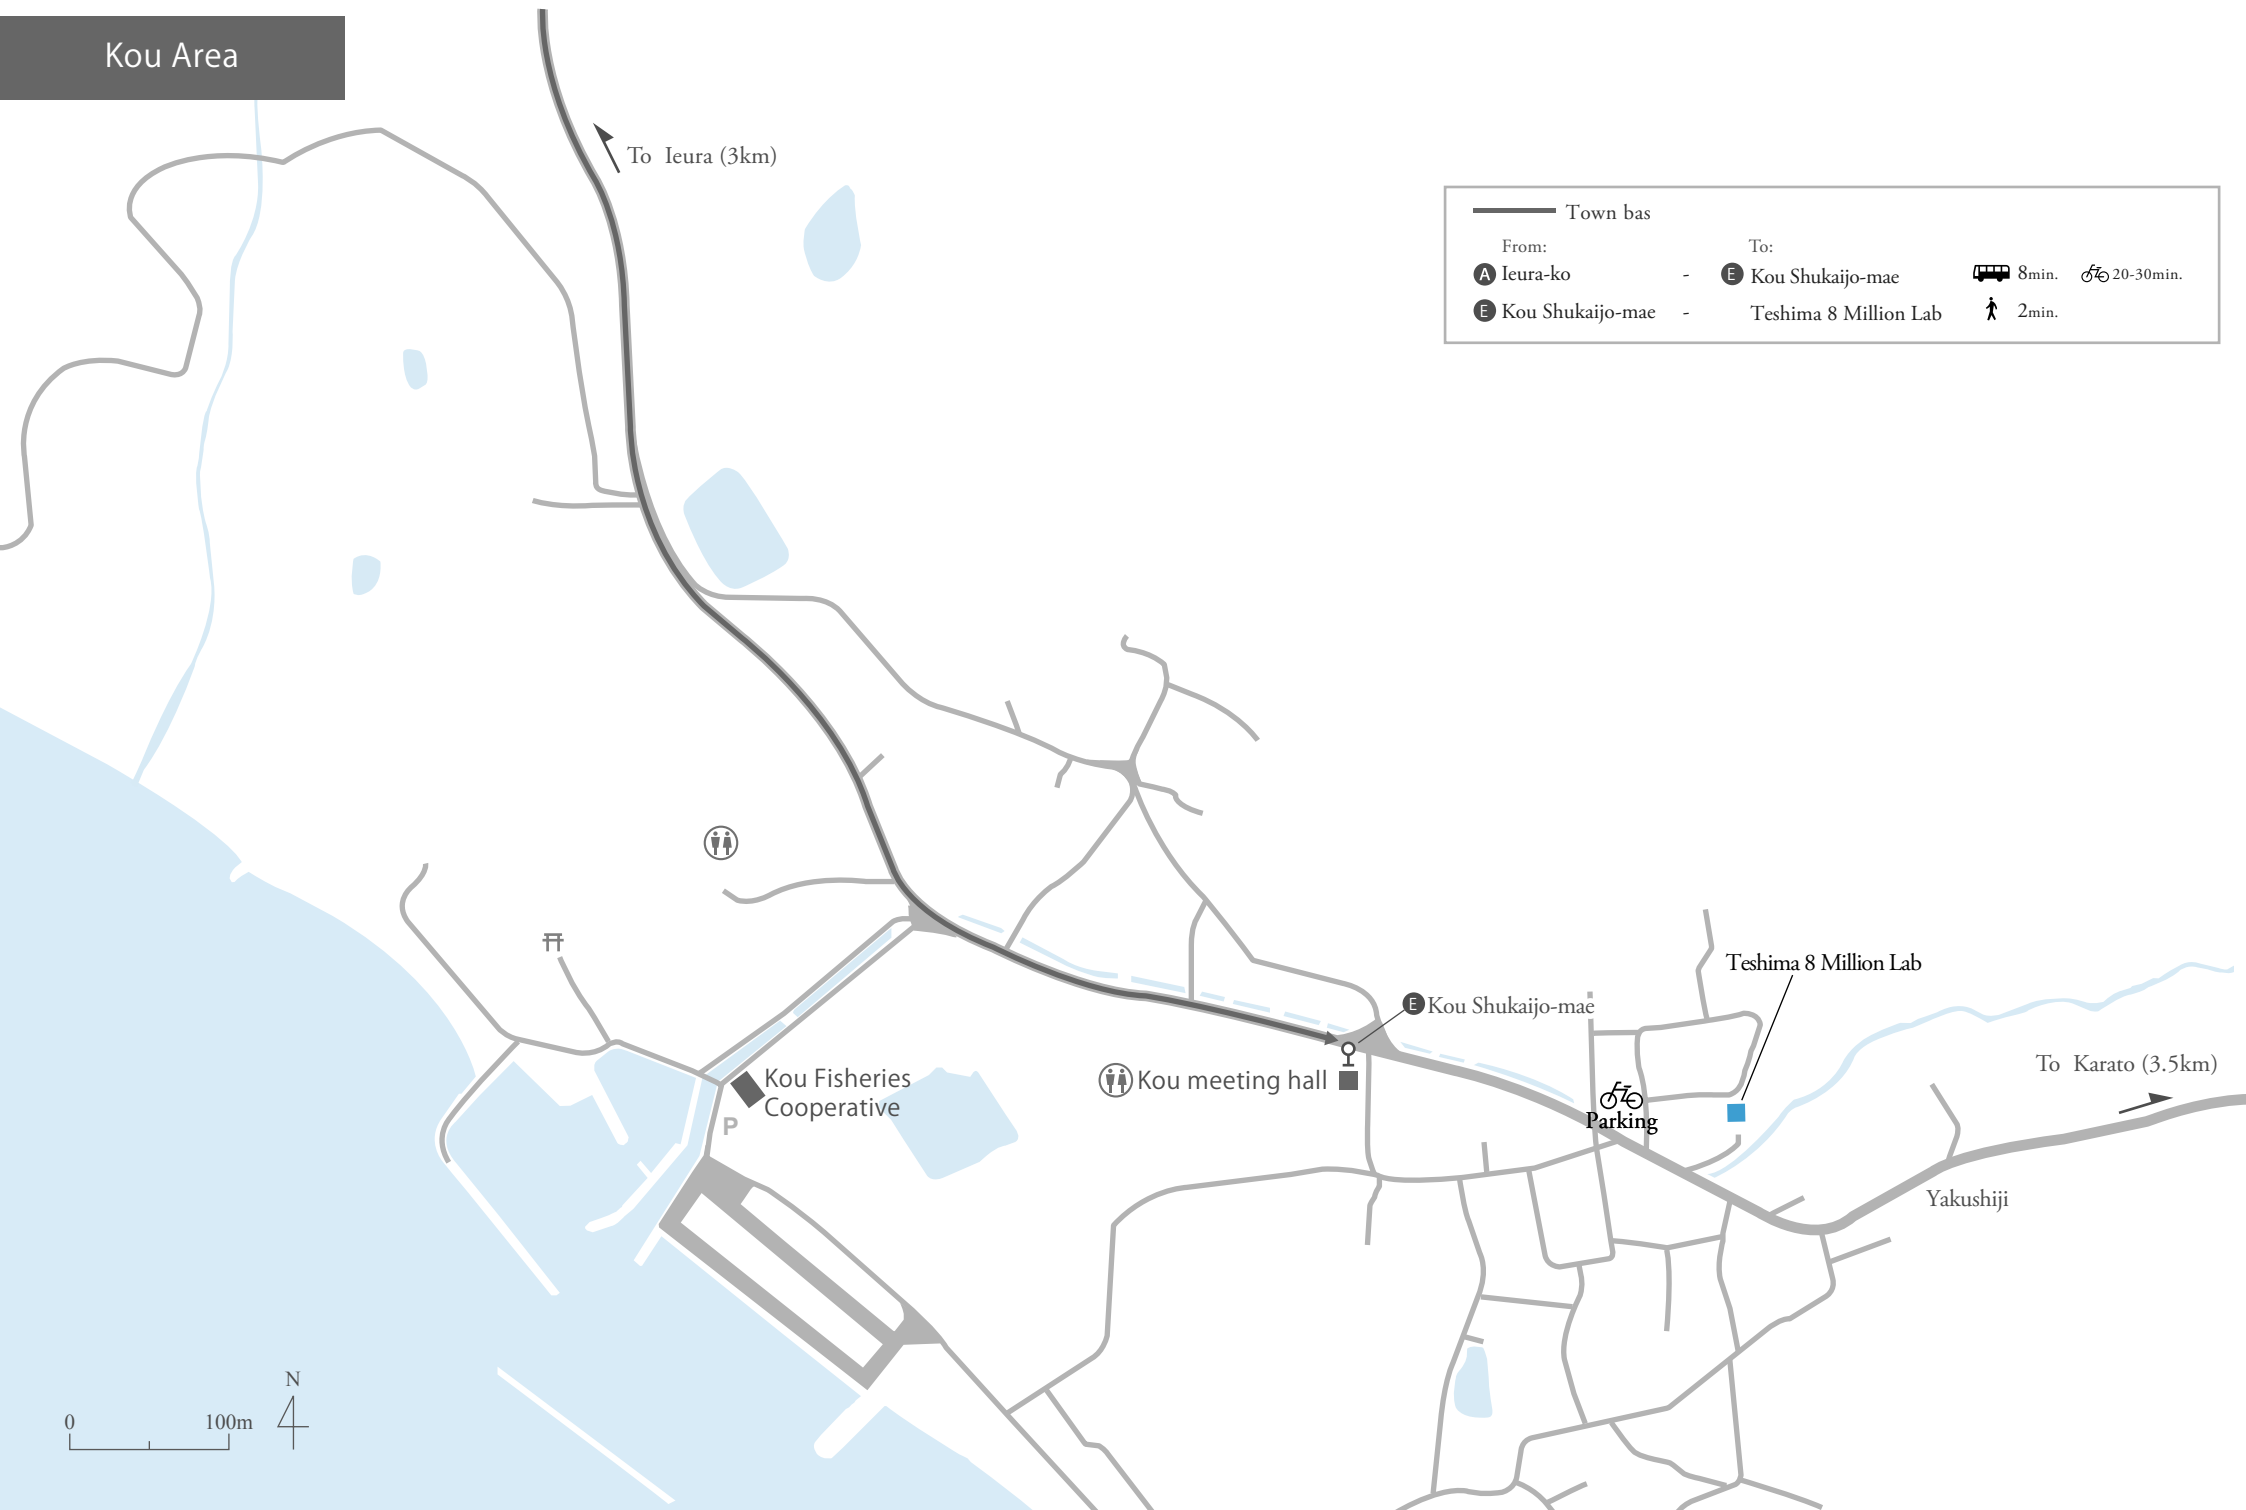 Kou Area
To Ieura (3km)
Town bas
From: To:
A Ieura-ko - E Kou Shukaijo-mae 8min. 20-30min.
E Kou Shukaijo-mae - Teshima 8 Million Lab 2min.
Teshima 8 Million Lab
E Kou Shukaijo-mae
To Karato (3.5km)
Kou meeting hall
Kou Fisheries
Cooperative
P
Parking
Yakushiji
N
0 100m